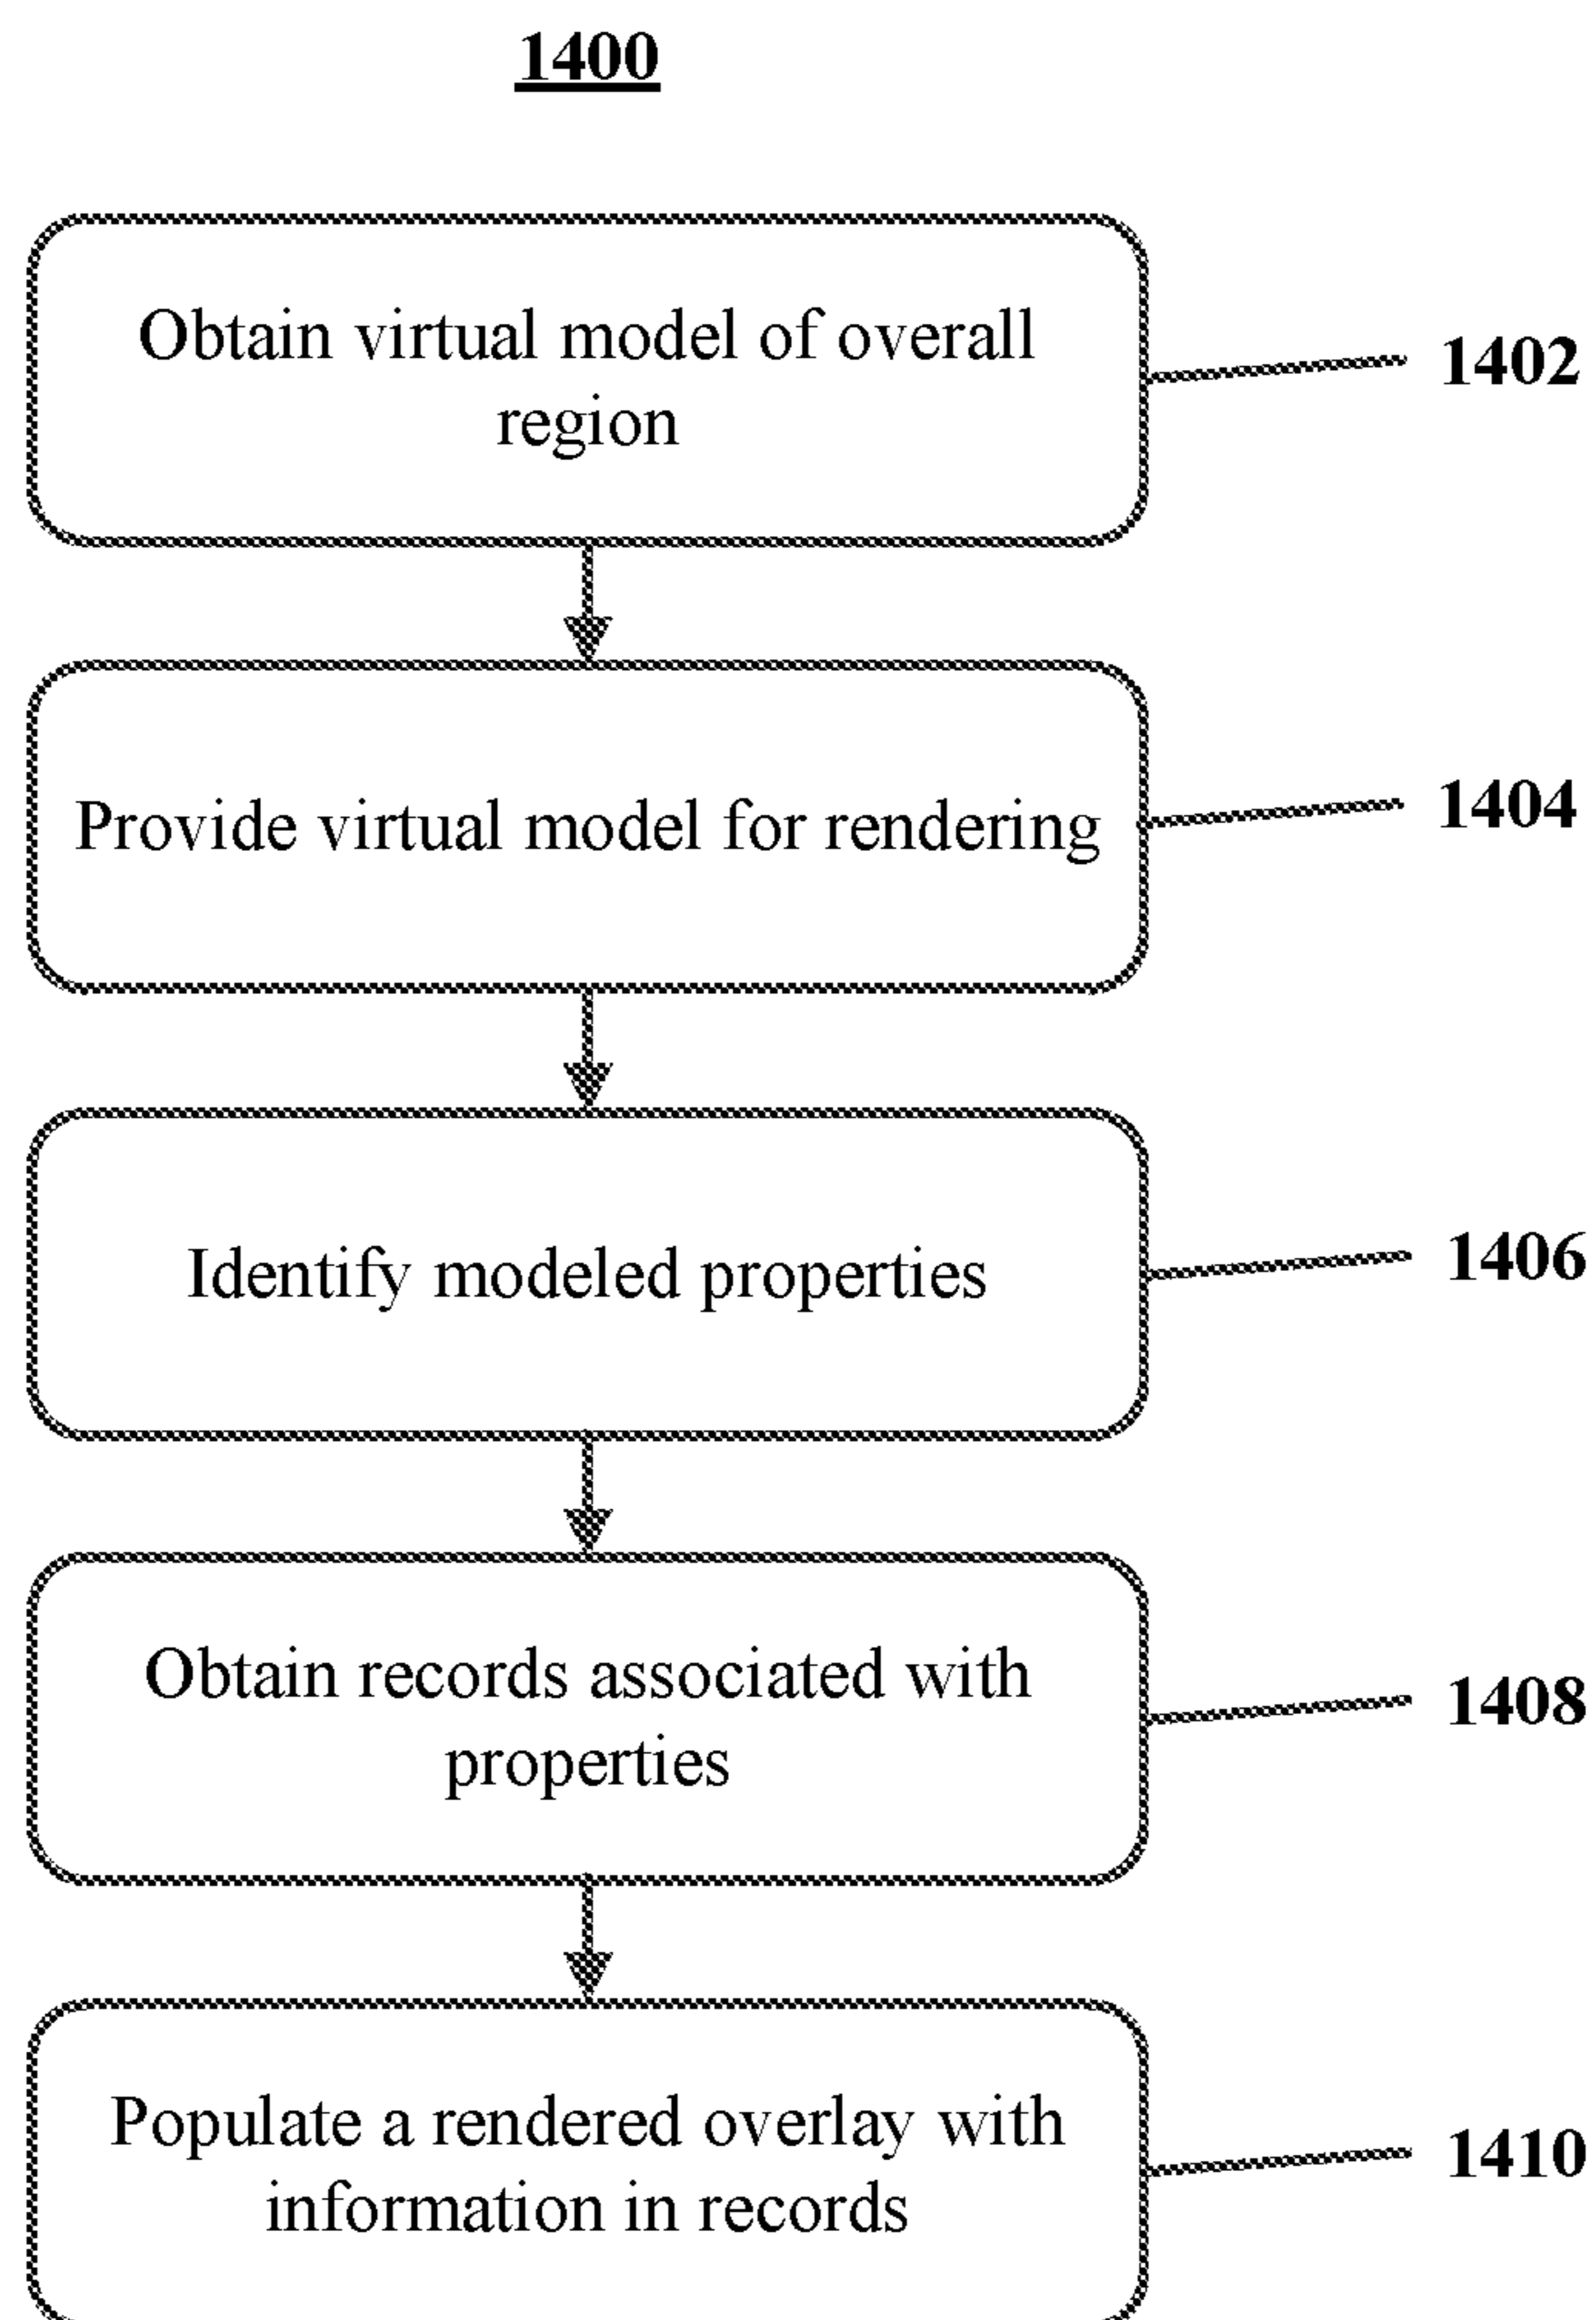 1400
Obtain virtual model of overall
region
1402
Provide virtual model for rendering
1404
Identify modeled properties
1406
Obtain records associated with
properties
1408
Populate a rendered overlay with
information in records
1410